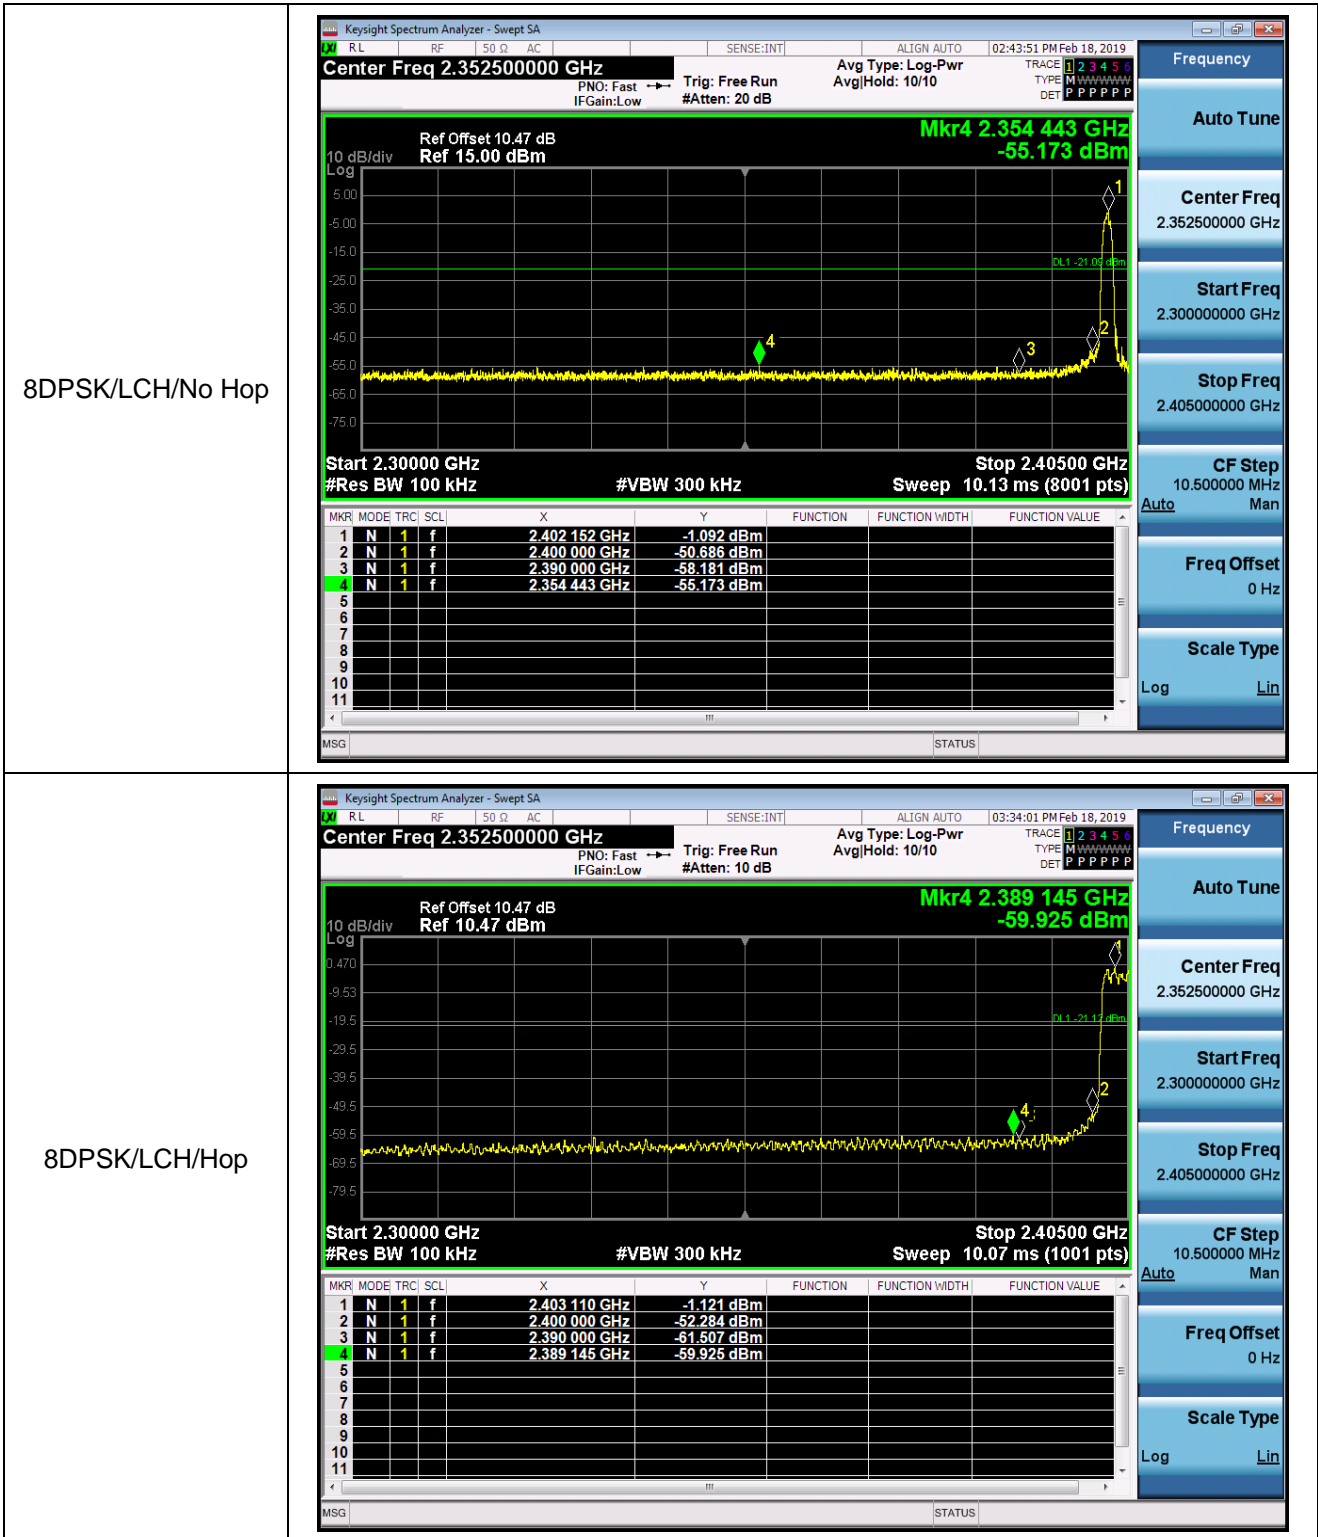 8DPSK/LCH/No Hop
Keysight Spectrum Analyzer - Swept SA
LXI RL RF 50 Ω AC SENSE:INT ALIGN AUTO 02:43:51 PM Feb 18, 2019
Center Freq 2.352500000 GHz
PNO: Fast
IFGain:Low
Trig: Free Run
#Atten: 20 dB
Avg Type: Log-Pwr
Avg|Hold: 10/10
TRACE 1 2 3 4 5 6
TYPE M W W W W W
DET P P P P P P
Mkr4 2.354 443 GHz
-55.173 dBm
Ref Offset 10.47 dB
10 dB/div Ref 15.00 dBm
Log
5.00
-5.00
-15.0
-25.0
-35.0
-45.0
-55.0
-65.0
-75.0
DL1 -21.09 dBm
1
2
3
4
Start 2.30000 GHz Stop 2.40500 GHz
#Res BW 100 kHz #VBW 300 kHz Sweep 10.13 ms (8001 pts)
MKR MODE TRC SCL X Y FUNCTION FUNCTION WIDTH FUNCTION VALUE
1 N 1 f 2.402 152 GHz -1.092 dBm
2 N 1 f 2.400 000 GHz -50.686 dBm
3 N 1 f 2.390 000 GHz -58.181 dBm
4 N 1 f 2.354 443 GHz -55.173 dBm
5
6
7
8
9
10
11
MSG STATUS
Frequency
Auto Tune
Center Freq
2.352500000 GHz
Start Freq
2.300000000 GHz
Stop Freq
2.405000000 GHz
CF Step
10.500000 MHz
Auto Man
Freq Offset
0 Hz
Scale Type
Log Lin
8DPSK/LCH/Hop
Keysight Spectrum Analyzer - Swept SA
LXI RL RF 50 Ω AC SENSE:INT ALIGN AUTO 03:34:01 PM Feb 18, 2019
Center Freq 2.352500000 GHz
PNO: Fast
IFGain:Low
Trig: Free Run
#Atten: 10 dB
Avg Type: Log-Pwr
Avg|Hold: 10/10
TRACE 1 2 3 4 5 6
TYPE M W W W W W
DET P P P P P P
Mkr4 2.389 145 GHz
-59.925 dBm
Ref Offset 10.47 dB
10 dB/div Ref 10.47 dBm
Log
0.470
-9.53
-19.5
-29.5
-39.5
-49.5
-59.5
-69.5
-79.5
DL1 -21.12 dBm
1
2
4
Start 2.30000 GHz Stop 2.40500 GHz
#Res BW 100 kHz #VBW 300 kHz Sweep 10.07 ms (1001 pts)
MKR MODE TRC SCL X Y FUNCTION FUNCTION WIDTH FUNCTION VALUE
1 N 1 f 2.403 110 GHz -1.121 dBm
2 N 1 f 2.400 000 GHz -52.284 dBm
3 N 1 f 2.390 000 GHz -61.507 dBm
4 N 1 f 2.389 145 GHz -59.925 dBm
5
6
7
8
9
10
11
MSG STATUS
Frequency
Auto Tune
Center Freq
2.352500000 GHz
Start Freq
2.300000000 GHz
Stop Freq
2.405000000 GHz
CF Step
10.500000 MHz
Auto Man
Freq Offset
0 Hz
Scale Type
Log Lin